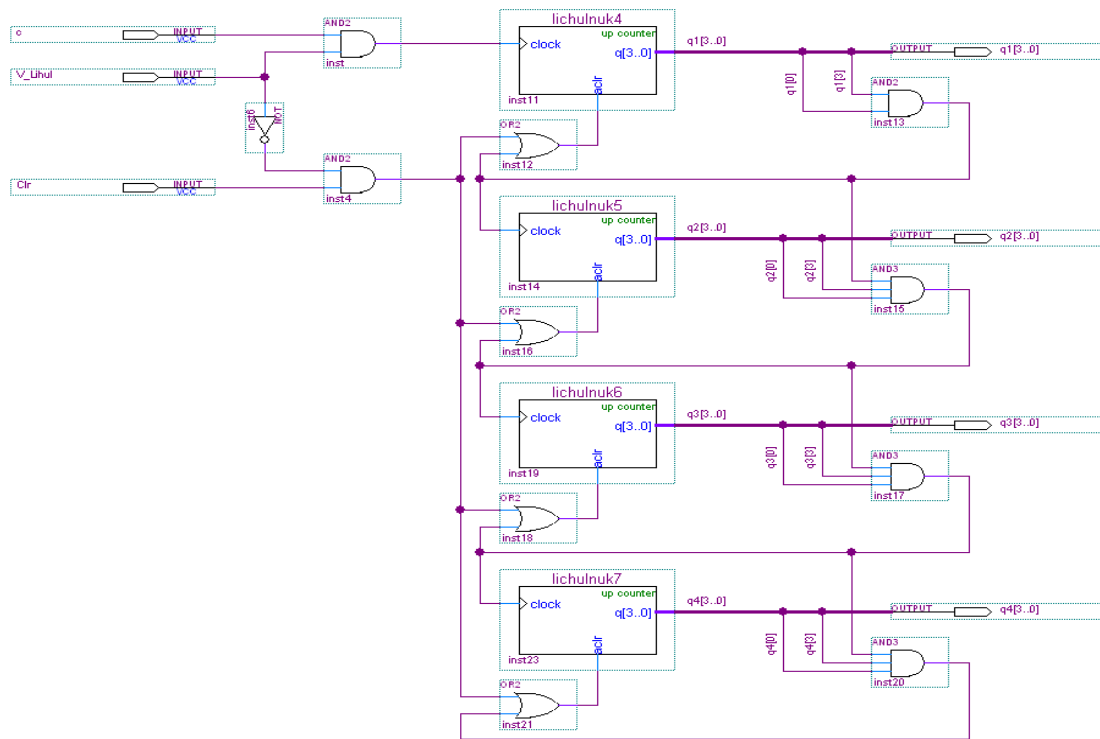 c
INPUT
VCC
AND2
inst
lichulnuk4
up counter
clock
q[3..0]
aclr
inst11
q1[3..0]
q1[0]
q1[3]
OUTPUT
q1[3..0]
V_Lihul
INPUT
VCC
inst6
NOT
AND2
inst13
OR2
inst12
Clr
INPUT
VCC
AND2
inst4
lichulnuk5
up counter
clock
q[3..0]
aclr
inst14
q2[3..0]
q2[0]
q2[3]
OUTPUT
q2[3..0]
AND3
inst15
OR2
inst16
lichulnuk6
up counter
clock
q[3..0]
aclr
inst19
q3[3..0]
q3[0]
q3[3]
OUTPUT
q3[3..0]
AND3
inst17
OR2
inst18
lichulnuk7
up counter
clock
q[3..0]
aclr
inst23
q4[3..0]
q4[0]
q4[3]
OUTPUT
q4[3..0]
AND3
inst20
OR2
inst21